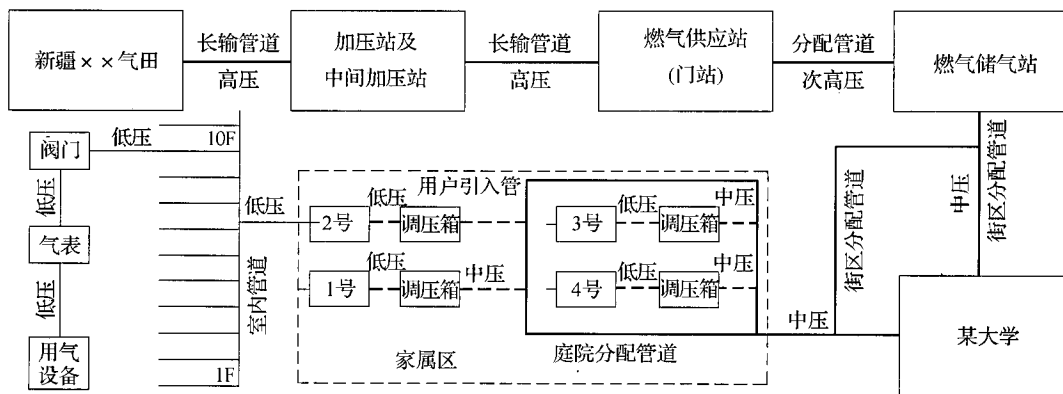 新疆××气田
长输管道
高压
加压站及
中间加压站
长输管道
高压
燃气供应站
(门站)
分配管道
次高压
燃气储气站
阀门
低压
10F
低压
气表
低压
用气
设备
1F
室内管道
低压
用户引入管
2号
低压
调压箱
3号
低压
调压箱
中压
1号
低压
调压箱
中压
4号
低压
调压箱
中压
家属区
庭院分配管道
中压
街区分配管道
中压
街区分配管道
某大学